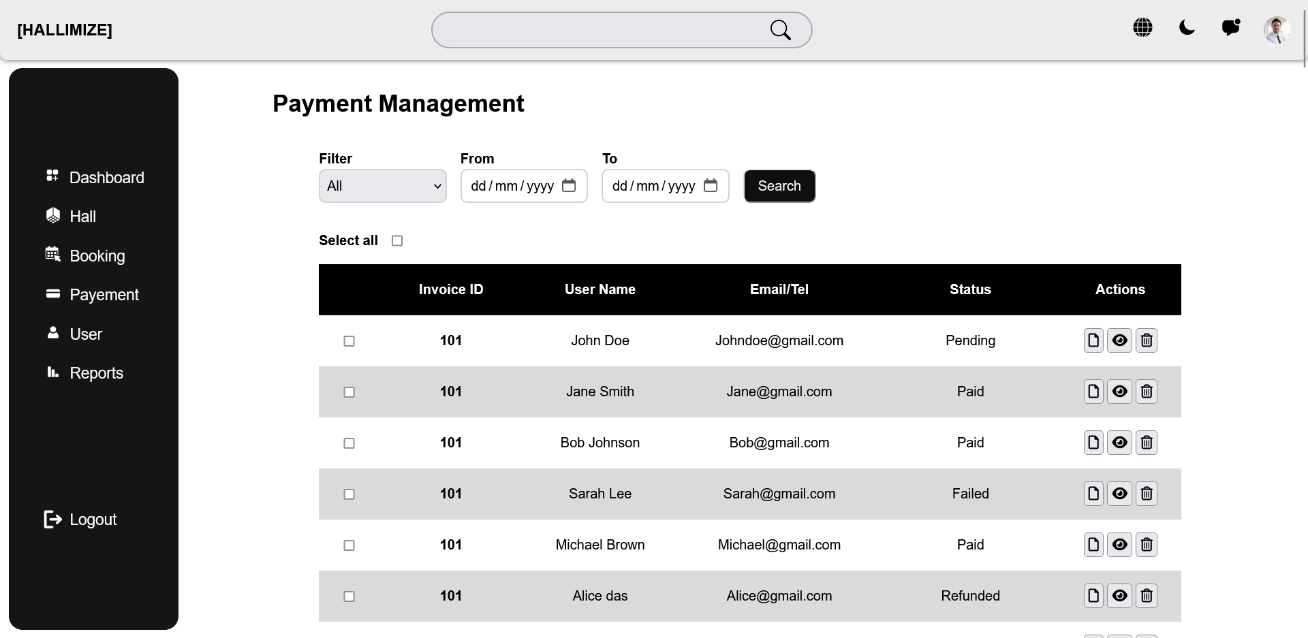 [HALLIMIZE]
Payment Management
Dashboard
Hall
Booking
Payement
User
Reports
Logout
Filter From To
All dd/mm/yyyy dd/mm/yyyy Search
Select all
Invoice ID User Name Email/Tel Status Actions
101 John Doe Johndoe@gmail.com Pending
101 Jane Smith Jane@gmail.com Paid
101 Bob Johnson Bob@gmail.com Paid
101 Sarah Lee Sarah@gmail.com Failed
101 Michael Brown Michael@gmail.com Paid
101 Alice das Alice@gmail.com Refunded